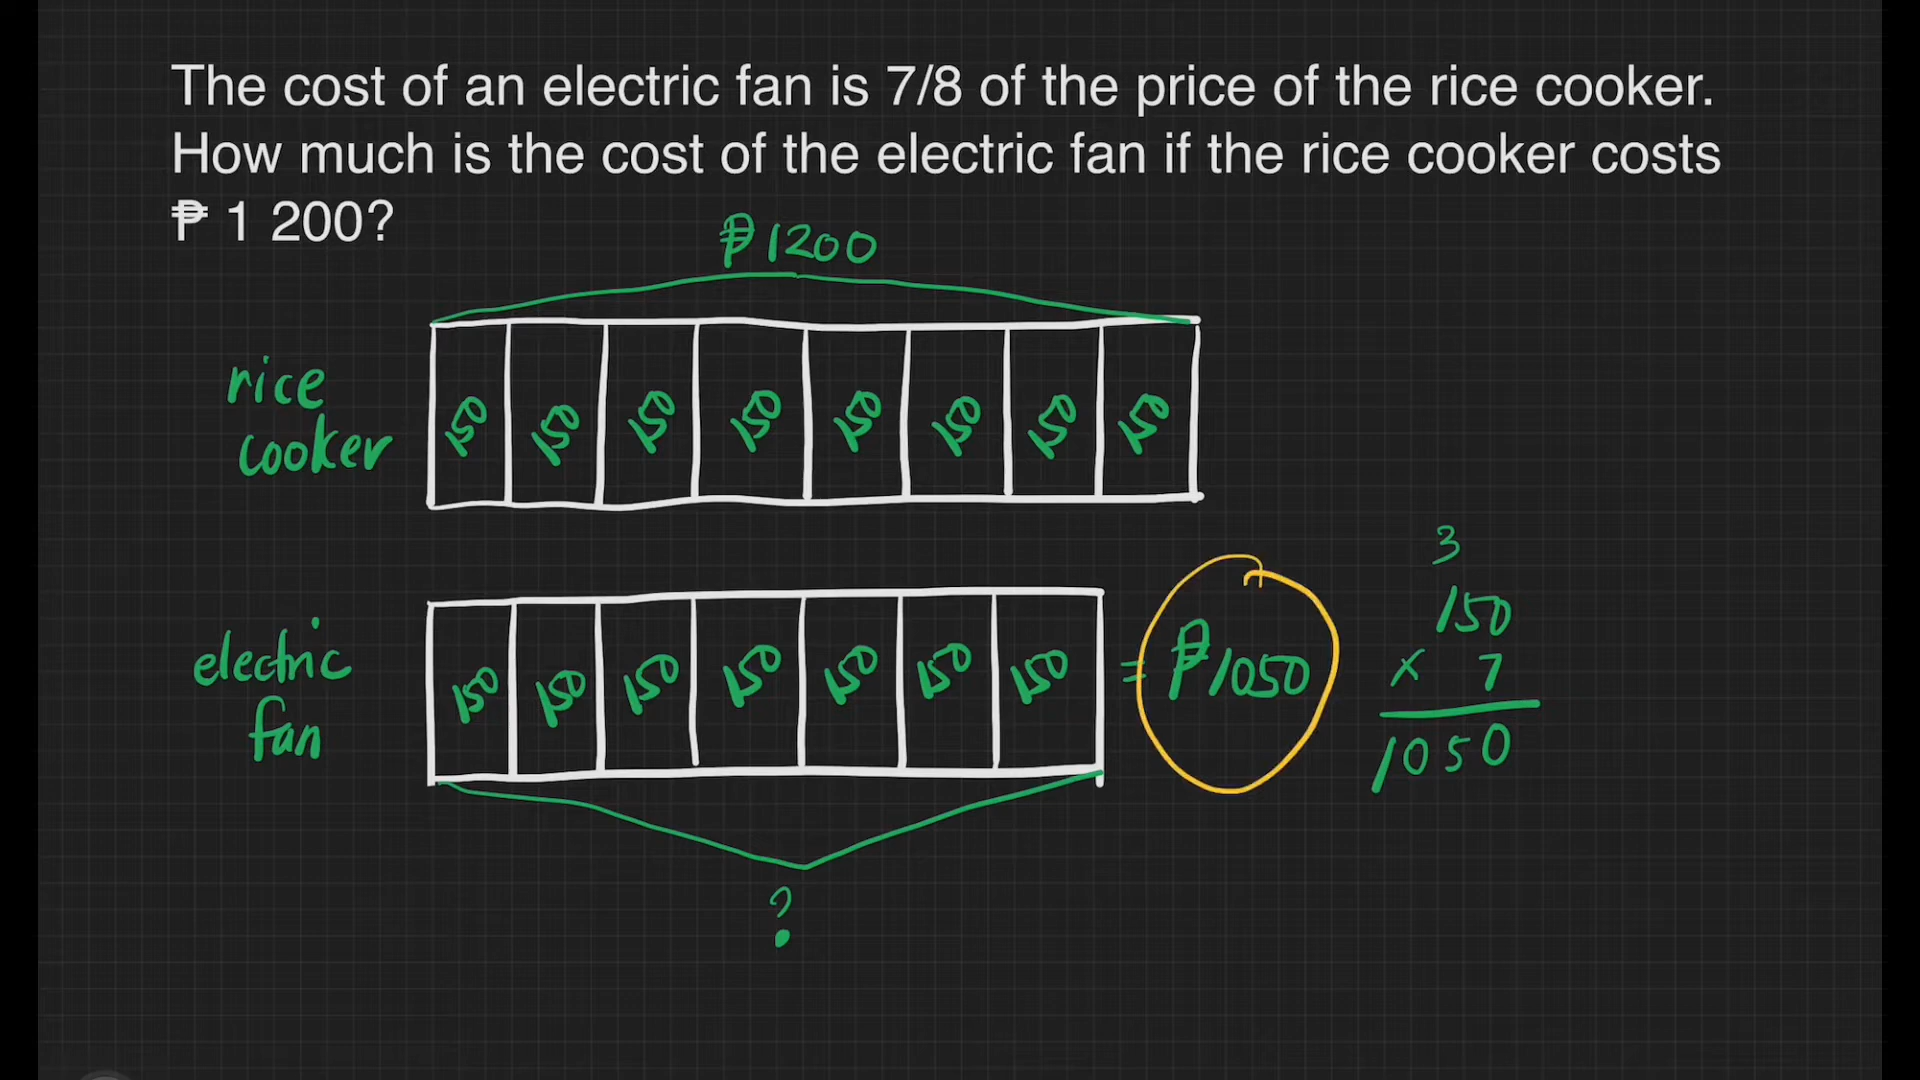 The cost of an electric fan is 7/8 of the price of the rice cooker.
How much is the cost of the electric fan if the rice cooker costs
₱ 1 200?
₱1200
rice
cooker
150 150 150 150 150 150 150 150
electric
fan
150 150 150 150 150 150 150 = ₱1050
?
3
150
x 7
1050